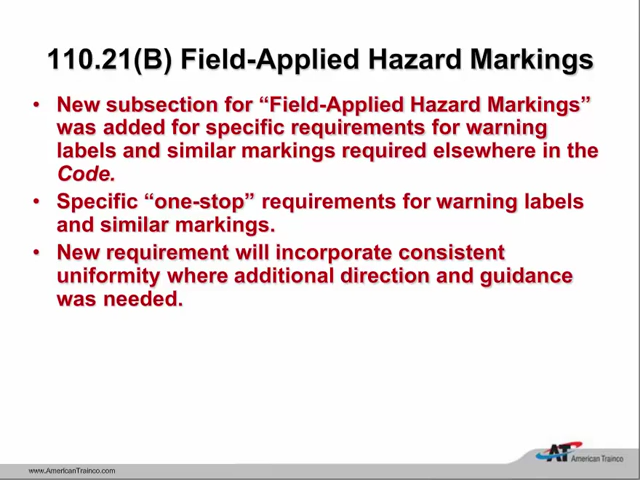 110.21(B) Field-Applied Hazard Markings
• New subsection for “Field-Applied Hazard Markings”
was added for specific requirements for warning
labels and similar markings required elsewhere in the
Code.
• Specific “one-stop” requirements for warning labels
and similar markings.
• New requirement will incorporate consistent
uniformity where additional direction and guidance
was needed.
www.AmericanTrainco.com
AT American Trainco